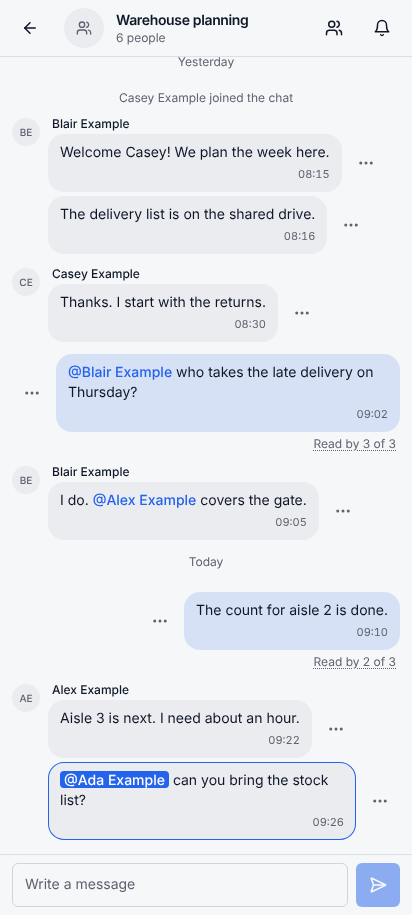 Warehouse planning
6 people
Yesterday
Casey Example joined the chat
BE
Blair Example
Welcome Casey! We plan the week here.
08:15
The delivery list is on the shared drive.
08:16
CE
Casey Example
Thanks. I start with the returns.
08:30
@Blair Example who takes the late delivery on
Thursday?
09:02
Read by 3 of 3
BE
Blair Example
I do. @Alex Example covers the gate.
09:05
Today
The count for aisle 2 is done.
09:10
Read by 2 of 3
AE
Alex Example
Aisle 3 is next. I need about an hour.
09:22
@Ada Example can you bring the stock
list?
09:26
Write a message